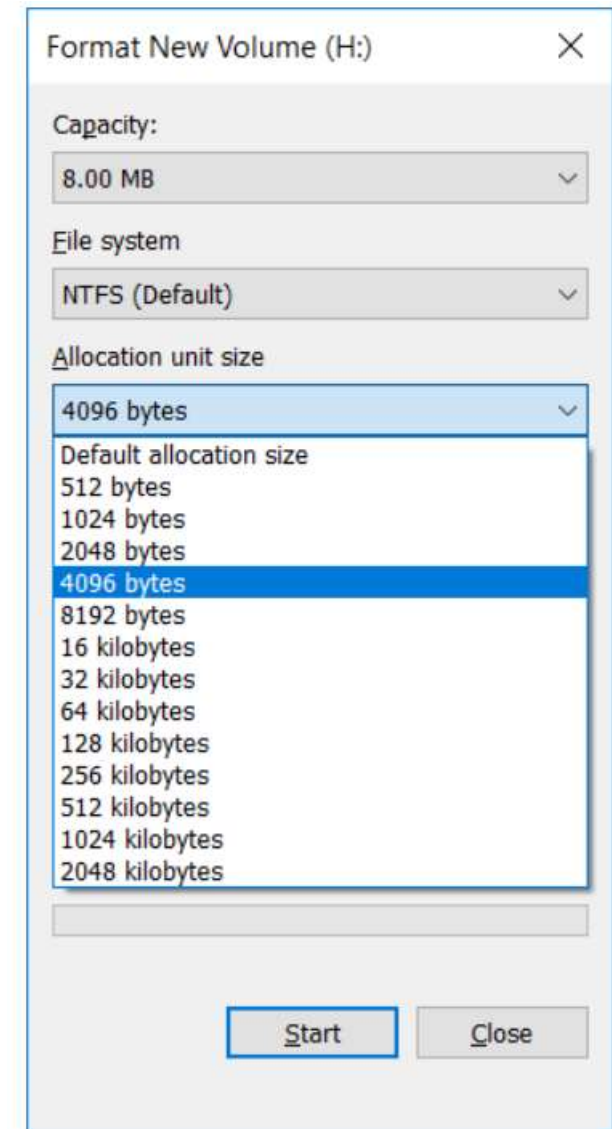 Format New Volume (H:)
Capacity:
8.00 MB
File system
NTFS (Default)
Allocation unit size
4096 bytes
Default allocation size
512 bytes
1024 bytes
2048 bytes
4096 bytes
8192 bytes
16 kilobytes
32 kilobytes
64 kilobytes
128 kilobytes
256 kilobytes
512 kilobytes
1024 kilobytes
2048 kilobytes
Start
Close